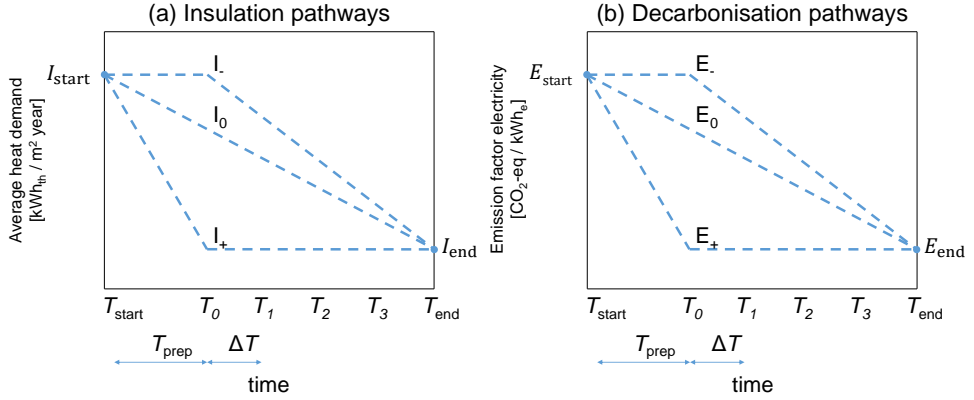 (a) Insulation pathways
Average heat demand
[kWh_th / m² year]
I_start
I_-
I_0
I_+
I_end
T_start T_0 T_1 T_2 T_3 T_end
T_prep ΔT
time
(b) Decarbonisation pathways
Emission factor electricity
[CO₂-eq / kWh_e]
E_start
E_-
E_0
E_+
E_end
T_start T_0 T_1 T_2 T_3 T_end
T_prep ΔT
time